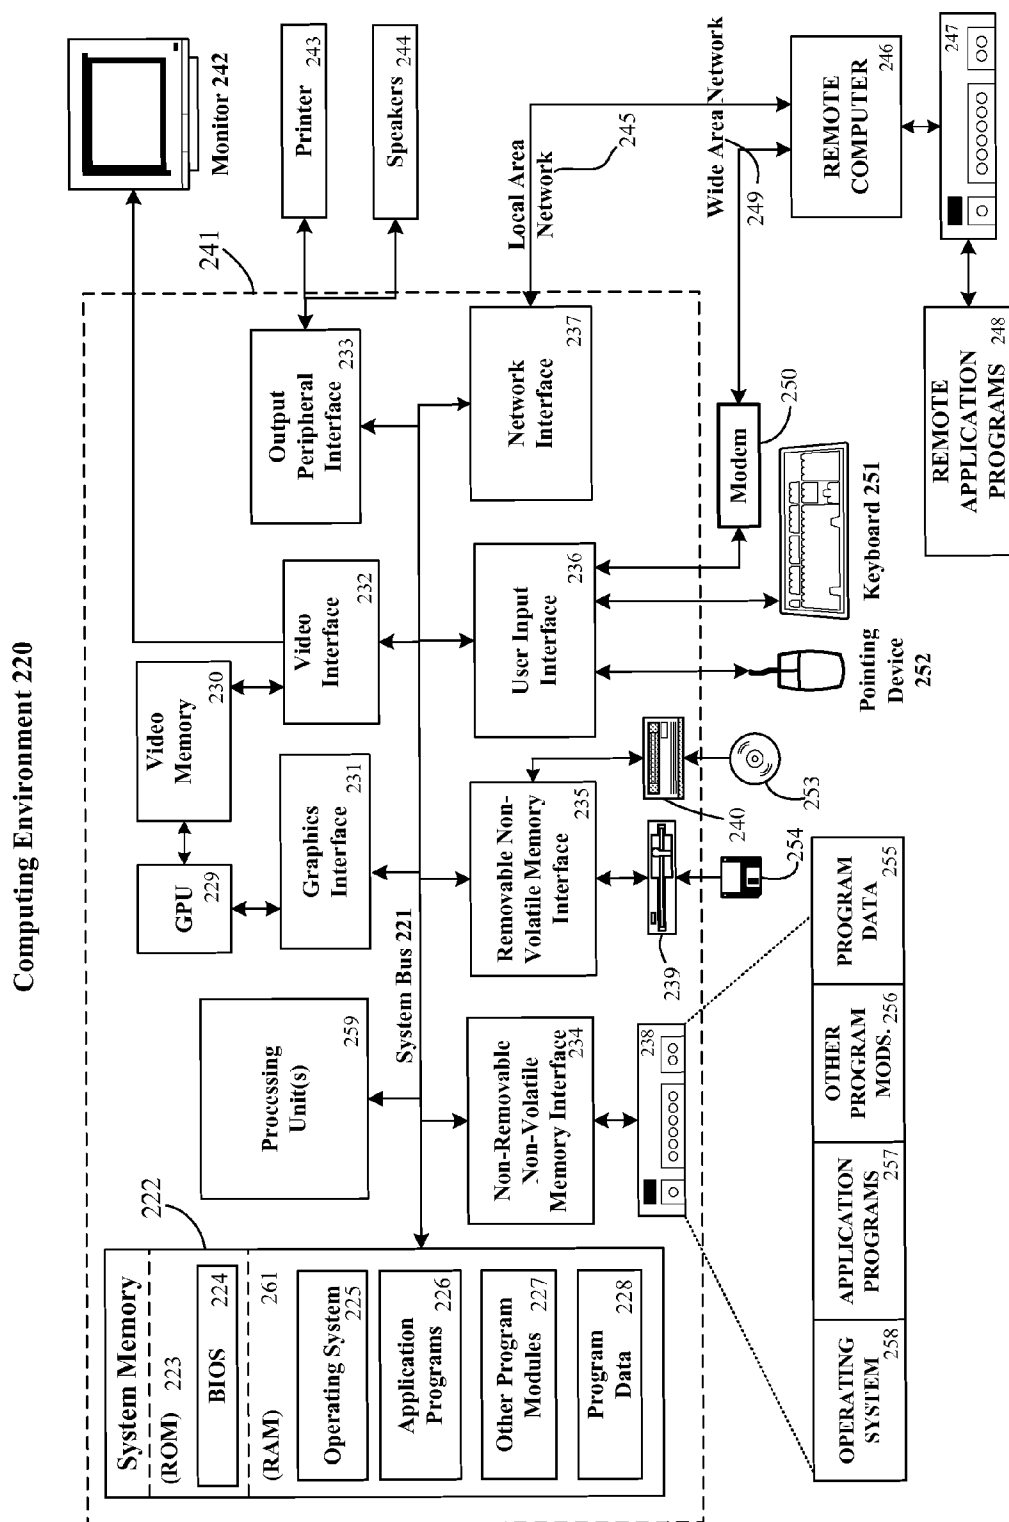 Computing Environment 220
System Memory
222
(ROM) 223
BIOS 224
(RAM) 261
Operating System
225
Application
Programs 226
Other Program
Modules 227
Program
Data 228
Processing
Unit(s)
259
System Bus 221
GPU
229
Video
Memory
230
Graphics
Interface
231
Video
Interface
232
Output
Peripheral
Interface
233
241
Monitor 242
Printer
243
Speakers
244
Non-Removable
Non-Volatile
Memory Interface
234
Removable Non-
Volatile Memory
Interface
235
User Input
Interface
236
Network
Interface
237
Local Area
Network
245
Wide Area Network
249
238
239
240
254
253
Pointing
Device
252
Keyboard 251
Modem
250
REMOTE
COMPUTER
246
247
REMOTE
APPLICATION
PROGRAMS
248
OPERATING
SYSTEM
258
APPLICATION
PROGRAMS
257
OTHER
PROGRAM
MODS.
256
PROGRAM
DATA
255